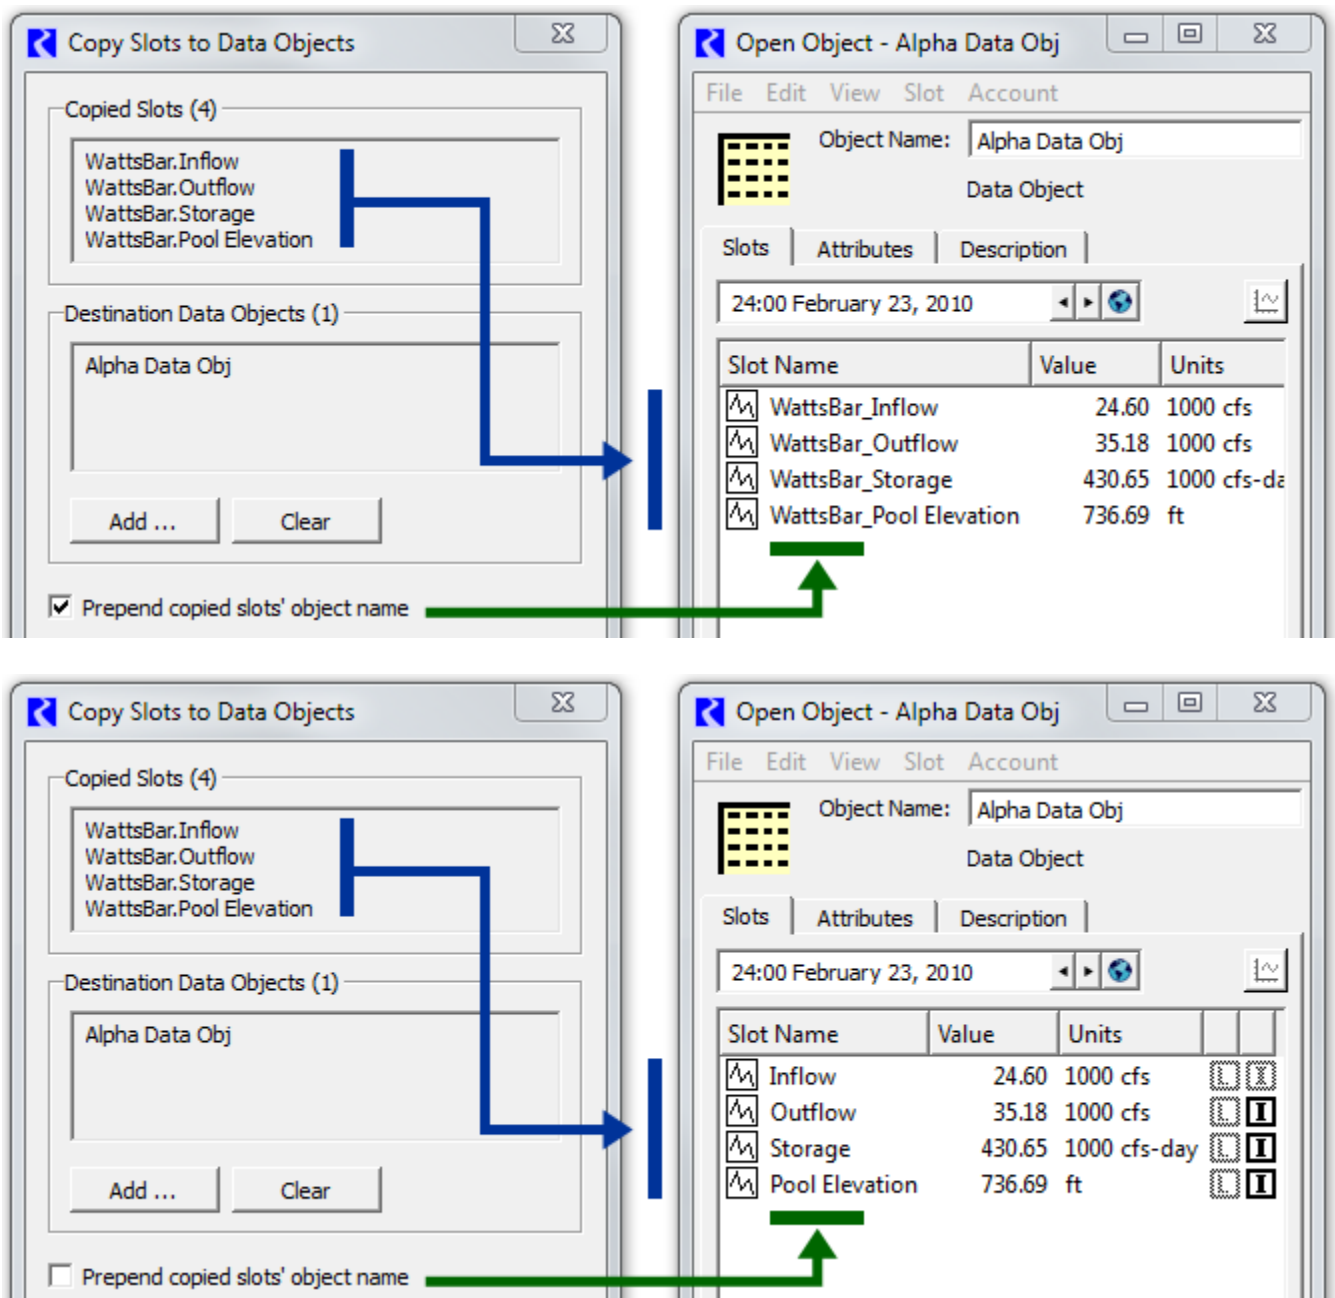 Copy Slots to Data Objects
Copied Slots (4)
WattsBar.Inflow
WattsBar.Outflow
WattsBar.Storage
WattsBar.Pool Elevation
Destination Data Objects (1)
Alpha Data Obj
Add ... Clear
Prepend copied slots' object name
Open Object - Alpha Data Obj
File Edit View Slot Account
Object Name: Alpha Data Obj
Data Object
Slots Attributes Description
24:00 February 23, 2010
Slot Name Value Units
WattsBar_Inflow 24.60 1000 cfs
WattsBar_Outflow 35.18 1000 cfs
WattsBar_Storage 430.65 1000 cfs-da
WattsBar_Pool Elevation 736.69 ft
Copy Slots to Data Objects
Copied Slots (4)
WattsBar.Inflow
WattsBar.Outflow
WattsBar.Storage
WattsBar.Pool Elevation
Destination Data Objects (1)
Alpha Data Obj
Add ... Clear
Prepend copied slots' object name
Open Object - Alpha Data Obj
File Edit View Slot Account
Object Name: Alpha Data Obj
Data Object
Slots Attributes Description
24:00 February 23, 2010
Slot Name Value Units
Inflow 24.60 1000 cfs L I
Outflow 35.18 1000 cfs L I
Storage 430.65 1000 cfs-day L I
Pool Elevation 736.69 ft L I